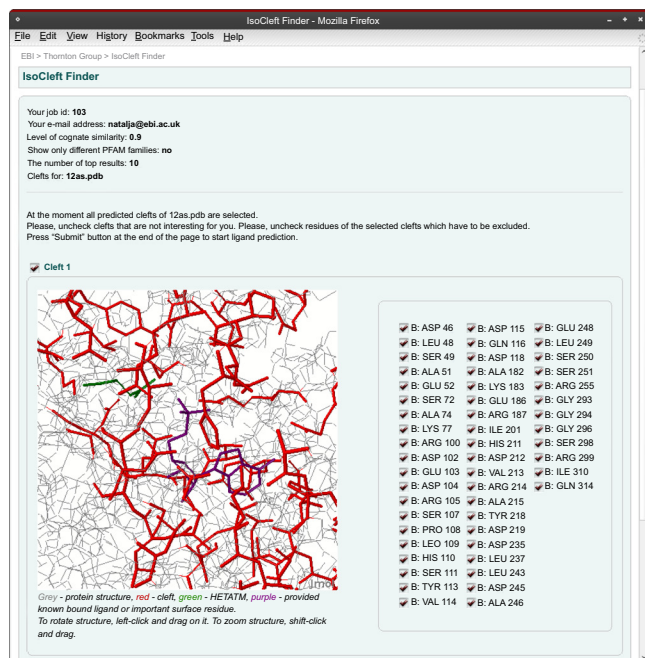 IsoCleft Finder - Mozilla Firefox
File Edit View History Bookmarks Tools Help
EBI > Thornton Group > IsoCleft Finder
IsoCleft Finder
Your job id: 103
Your e-mail address: natalja@ebi.ac.uk
Level of cognate similarity: 0.9
Show only different PFAM families: no
The number of top results: 10
Clefts for: 12as.pdb
At the moment all predicted clefts of 12as.pdb are selected.
Please, uncheck clefts that are not interesting for you. Please, uncheck residues of the selected clefts which have to be excluded.
Press "Submit" button at the end of the page to start ligand prediction.
Cleft 1
B: ASP 46 B: ASP 115 B: GLU 248
B: LEU 48 B: GLN 116 B: LEU 249
B: SER 49 B: ASP 118 B: SER 250
B: ALA 51 B: ALA 182 B: SER 251
B: GLU 52 B: LYS 183 B: ARG 255
B: SER 72 B: GLU 186 B: GLY 293
B: ALA 74 B: ARG 187 B: GLY 294
B: LYS 77 B: ILE 201 B: GLY 296
B: ARG 100 B: HIS 211 B: SER 298
B: ASP 102 B: ASP 212 B: ARG 299
B: GLU 103 B: VAL 213 B: ILE 310
B: ASP 104 B: ARG 214 B: GLN 314
B: ARG 105 B: ALA 215
B: SER 107 B: TYR 218
B: PRO 108 B: ASP 219
B: LEO 109 B: ASP 235
B: HIS 110 B: LEU 237
B: SER 111 B: LEU 243
B: TYR 113 B: ASP 245
B: VAL 114 B: ALA 246
Jmol
Grey - protein structure, red - cleft, green - HETATM, purple - provided
known bound ligand or important surface residue.
To rotate structure, left-click and drag on it. To zoom structure, shift-click
and drag.